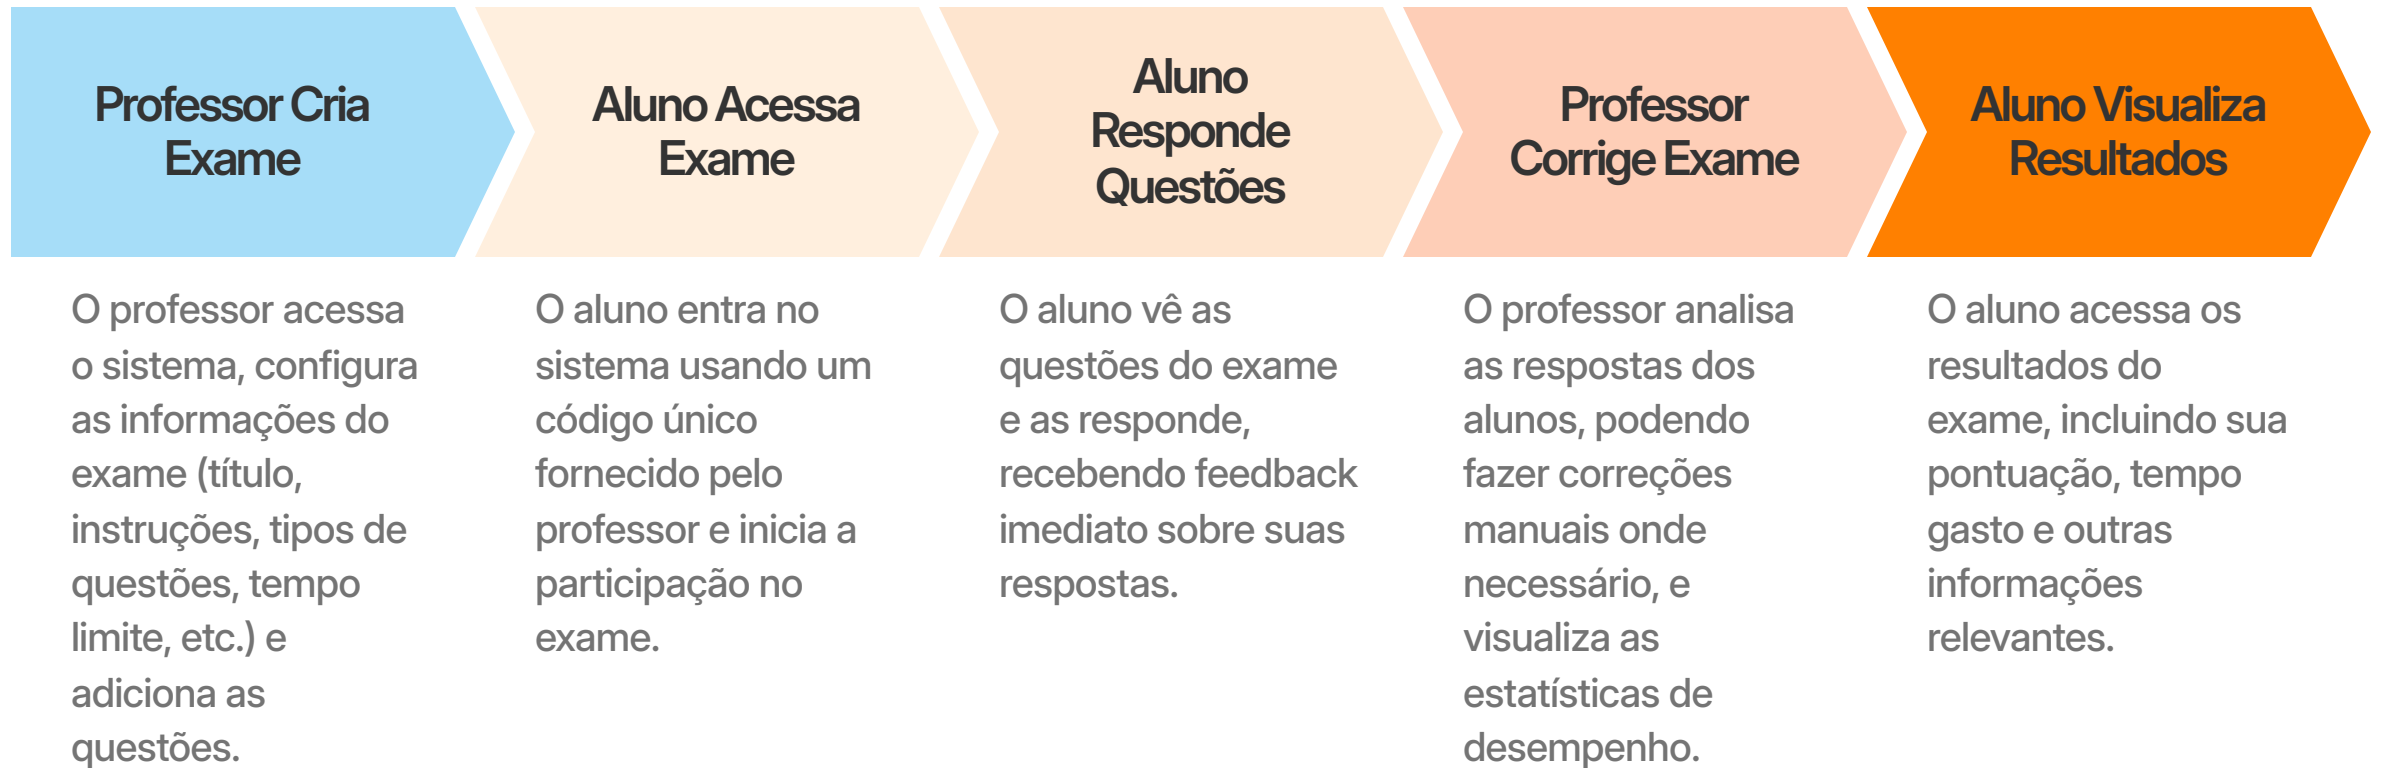 Professor Cria
Exame
O professor acessa
o sistema, configura
as informações do
exame (título,
instruções, tipos de
questões, tempo
limite, etc.) e
adiciona as
questões.
Aluno Acessa
Exame
O aluno entra no
sistema usando um
código único
fornecido pelo
professor e inicia a
participação no
exame.
Aluno
Responde
Questões
O aluno vê as
questões do exame
e as responde,
recebendo feedback
imediato sobre suas
respostas.
Professor
Corrige Exame
O professor analisa
as respostas dos
alunos, podendo
fazer correções
manuais onde
necessário, e
visualiza as
estatísticas de
desempenho.
Aluno Visualiza
Resultados
O aluno acessa os
resultados do
exame, incluindo sua
pontuação, tempo
gasto e outras
informações
relevantes.